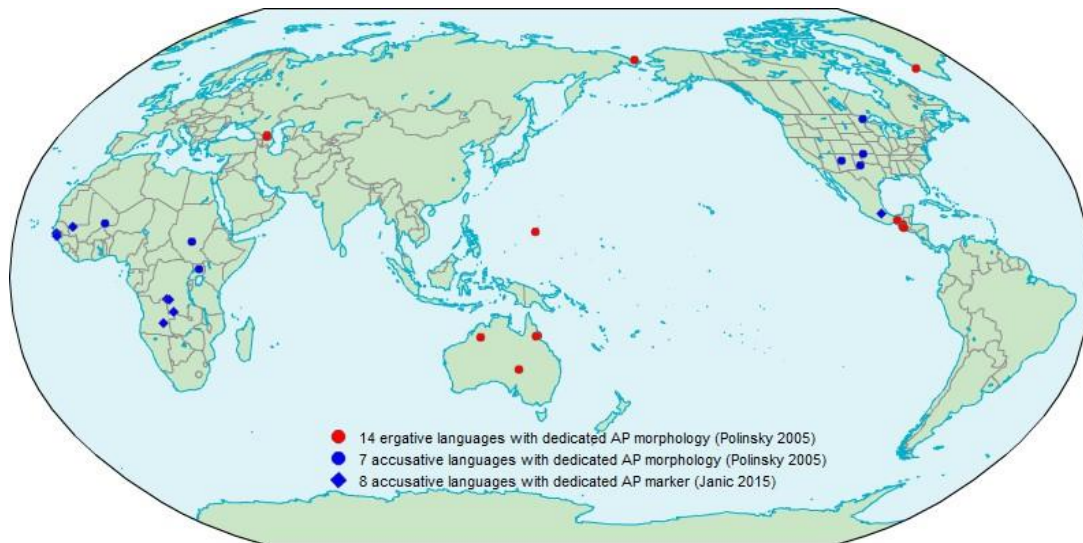 14 ergative languages with dedicated AP morphology (Polinsky 2005)
7 accusative languages with dedicated AP morphology (Polinsky 2005)
8 accusative languages with dedicated AP marker (Janic 2015)